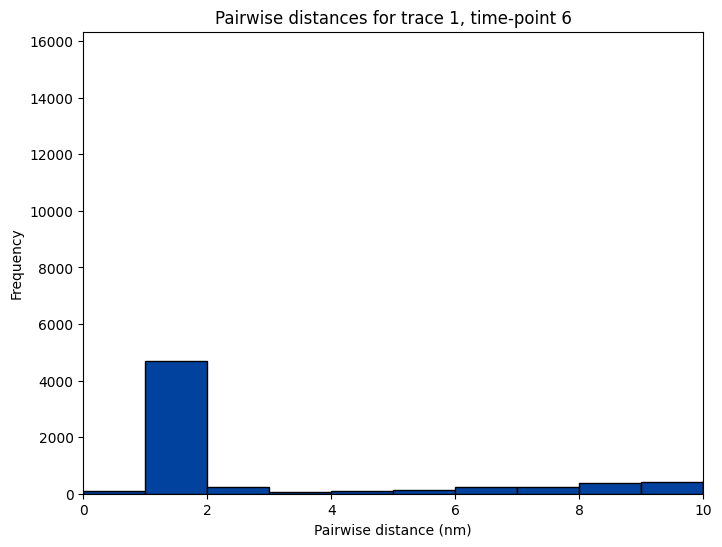 Pairwise distances for trace 1, time-point 6
16000
14000
12000
10000
8000
6000
4000
2000
0
Frequency
0 2 4 6 8 10
Pairwise distance (nm)